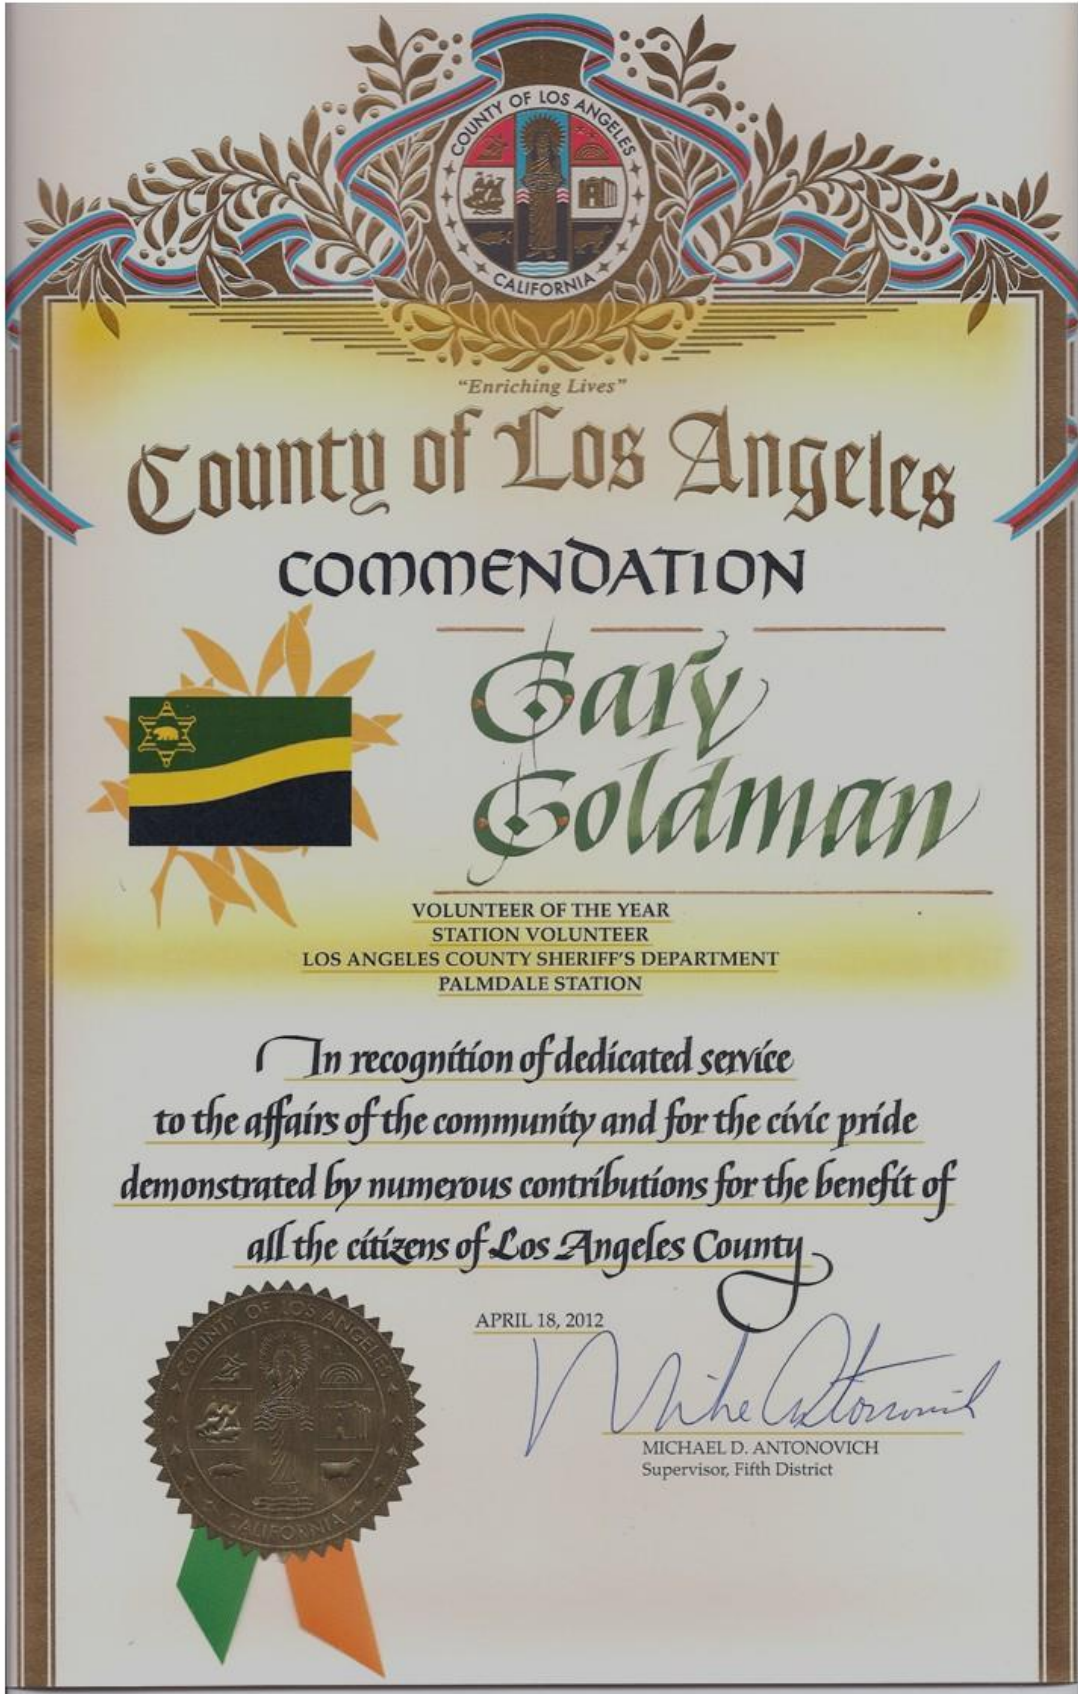 COUNTY OF LOS ANGELES
CALIFORNIA
"Enriching Lives"
County of Los Angeles
COMMENDATION
Gary
Goldman
VOLUNTEER OF THE YEAR
STATION VOLUNTEER
LOS ANGELES COUNTY SHERIFF'S DEPARTMENT
PALMDALE STATION
In recognition of dedicated service
to the affairs of the community and for the civic pride
demonstrated by numerous contributions for the benefit of
all the citizens of Los Angeles County
APRIL 18, 2012
Mike Antonovich
MICHAEL D. ANTONOVICH
Supervisor, Fifth District
COUNTY OF LOS ANGELES
CALIFORNIA